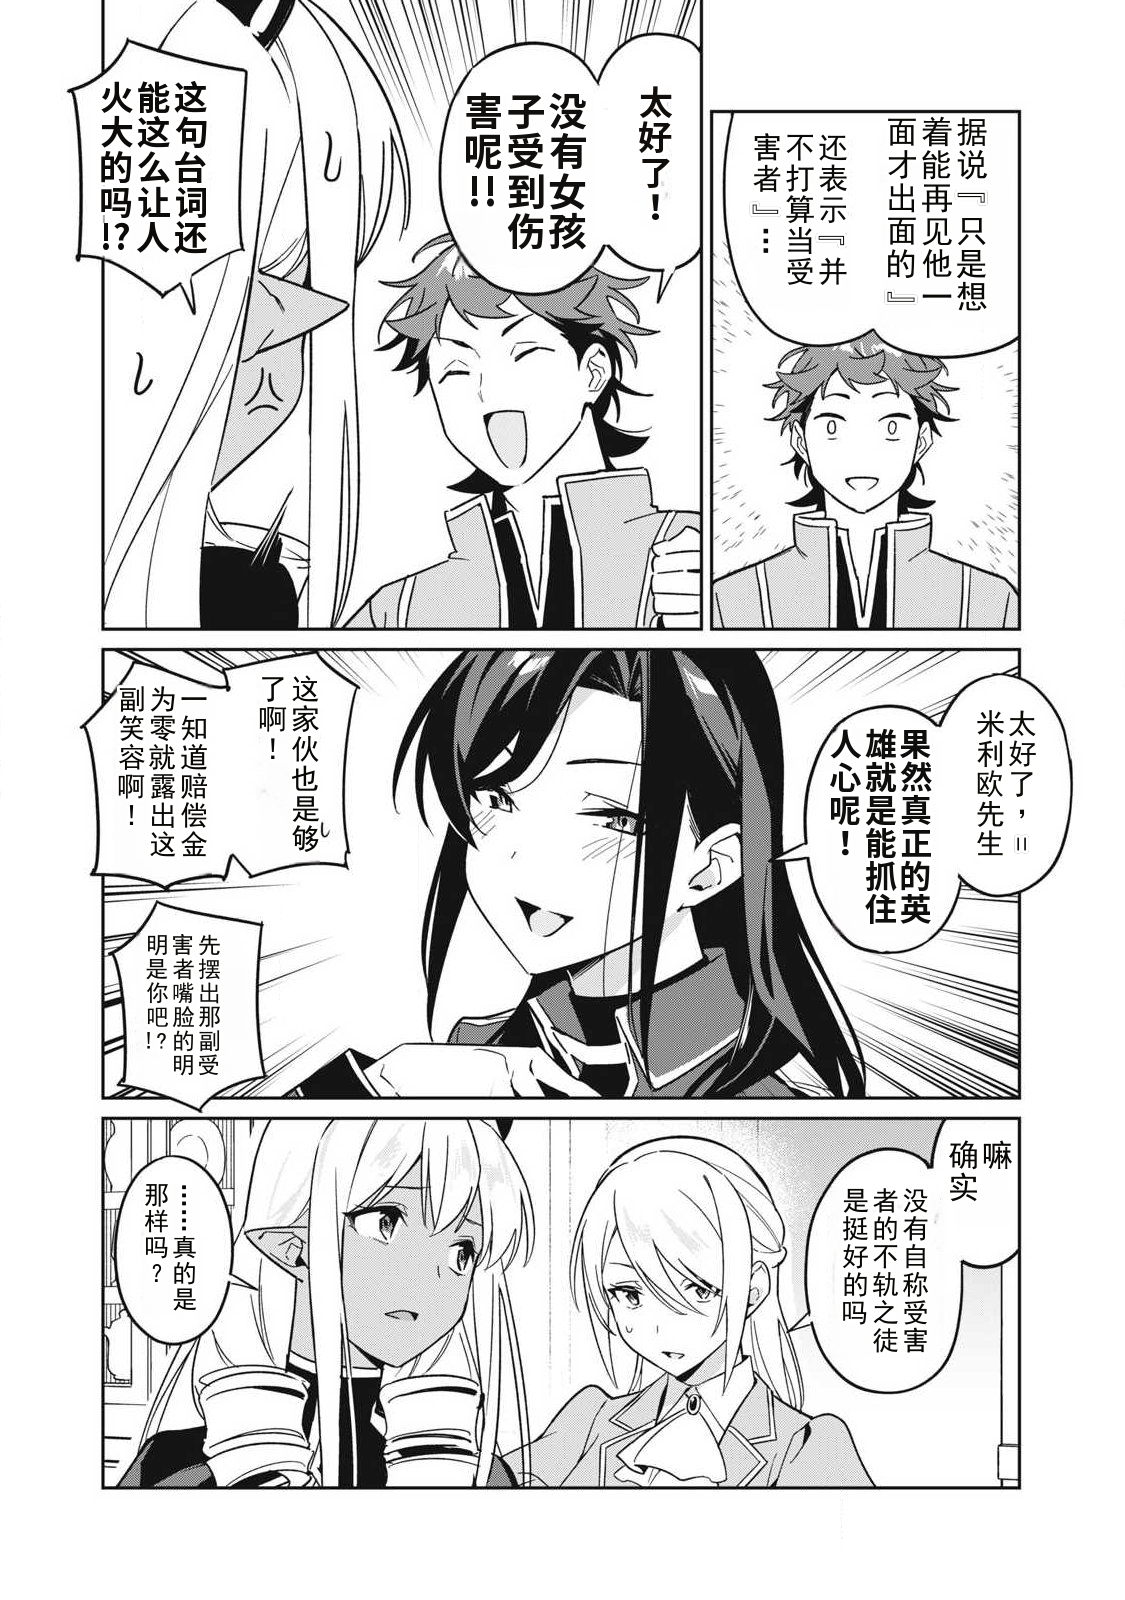 据说『只是想
着能再见他一
面才出面的』
还表示『并
不打算当受
害者』…
太好了！
没有女孩
子受到伤
害呢!!
这句台词还
能这么让人
火大的吗
!?
太好了，
米利欧先生
=
果然真正的英
雄就是能抓住
人心呢！
这家伙也是够
了啊！
一知道赔偿金
为零就露出这
副笑容啊！
先摆出那副受
害者嘴脸的明
明是你吧!?
嘛
确实
没有自称受害
者的不轨之徒
是挺好的吗
……真的是
那样吗？